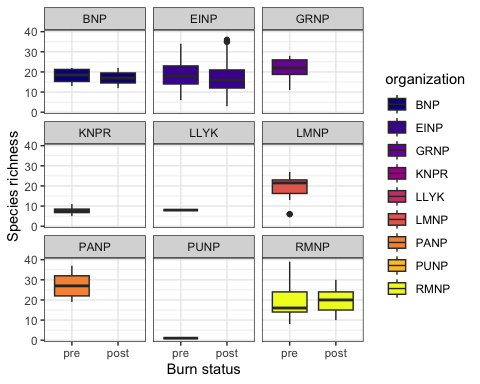 BNP EINP GRNP
40
30
20
10
0
KNPR LLYK LMNP
40
30
20
10
0
PANP PUNP RMNP
40
30
20
10
0
pre post pre post pre post
Burn status
Species richness
organization
BNP
EINP
GRNP
KNPR
LLYK
LMNP
PANP
PUNP
RMNP